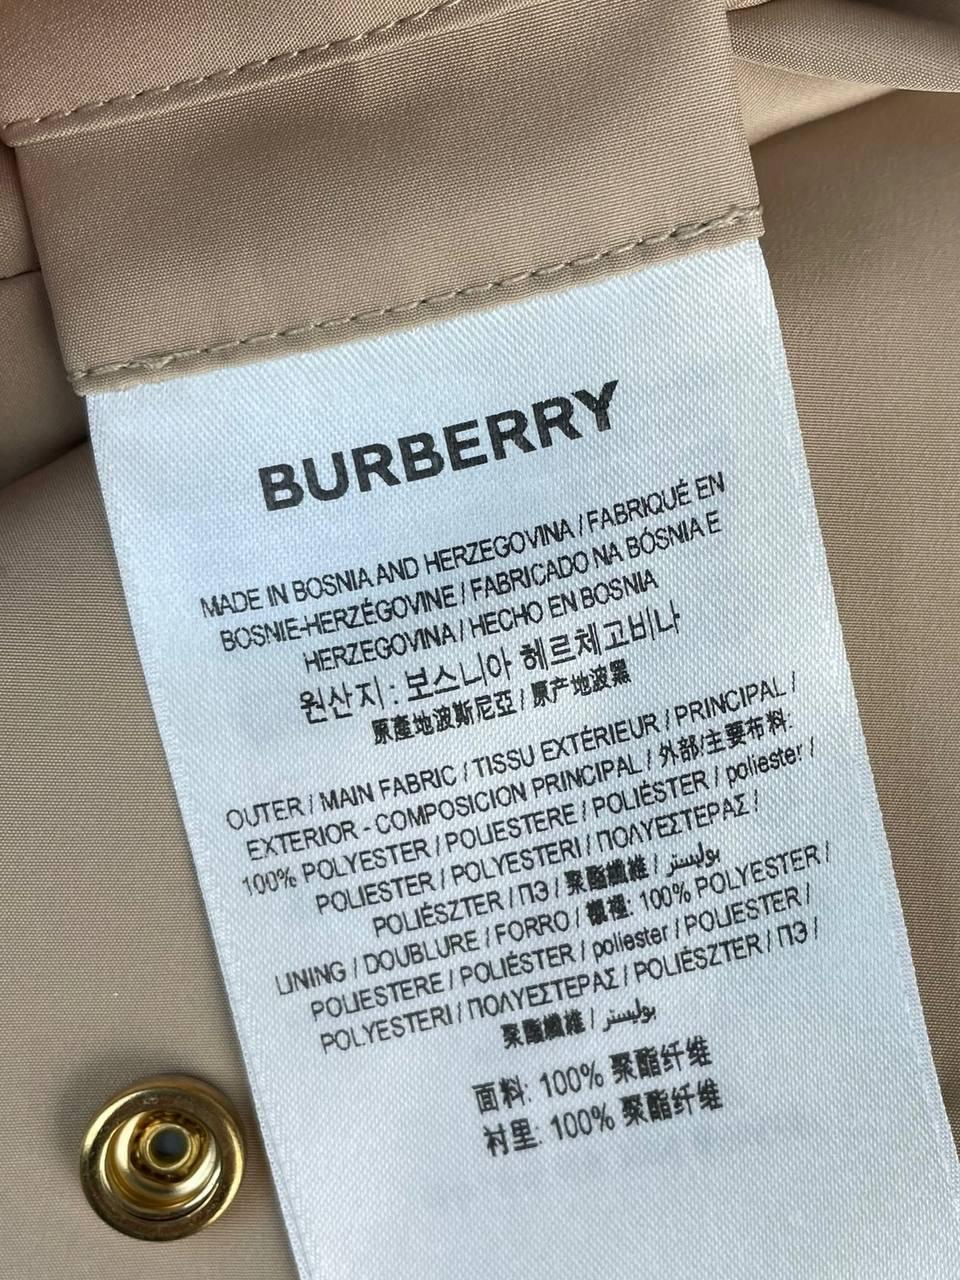 BURBERRY
MADE IN BOSNIA AND HERZEGOVINA / FABRIQUÉ EN
BOSNIE-HERZÉGOVINE / FABRICADO NA BÓSNIA E
HERZEGOVINA / HECHO EN BOSNIA
원산지 : 보스니아 헤르체고비나
原產地波斯尼亞 / 原产地波黑
OUTER / MAIN FABRIC / TISSU EXTÉRIEUR / PRINCIPAL /
EXTERIOR - COMPOSICION PRINCIPAL / 外部/主要布料:
100% POLYESTER / POLIESTERE / POLIÉSTER / poliester /
POLIESTER / POLYESTERI / ΠΟΛΥΕΣΤΕΡΑΣ /
POLIÉSZTER / ПЭ / 聚酯纖維 / بوليستر
LINING / DOUBLURE / FORRO / 襯裡: 100% POLYESTER /
POLIESTERE / POLIÉSTER / poliester / POLIESTER /
POLYESTERI / ΠΟΛΥΕΣΤΕΡΑΣ / POLIÉSZTER / ПЭ /
聚酯纖維 / بوليستر
面料: 100% 聚酯纤维
衬里: 100% 聚酯纤维